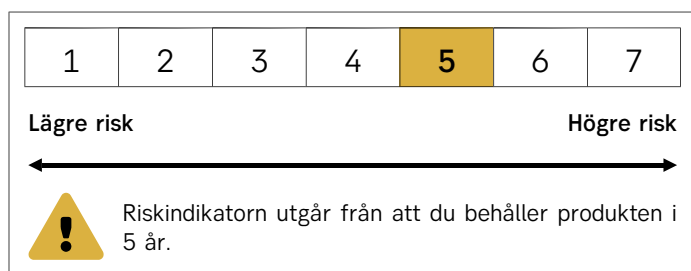 1 2 3 4 5 6 7
Lägre risk Högre risk
Riskindikatorn utgår från att du behåller produkten i
5 år.